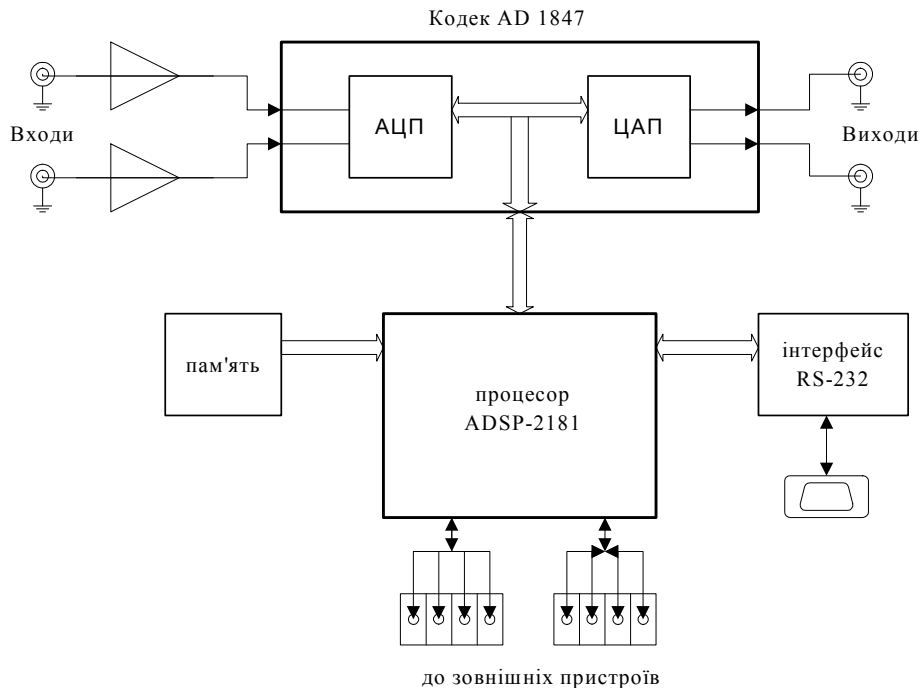 Кодек AD 1847
АЦП
ЦАП
Входи
Виходи
пам'ять
процесор
ADSP-2181
інтерфейс
RS-232
до зовнішніх пристроїв